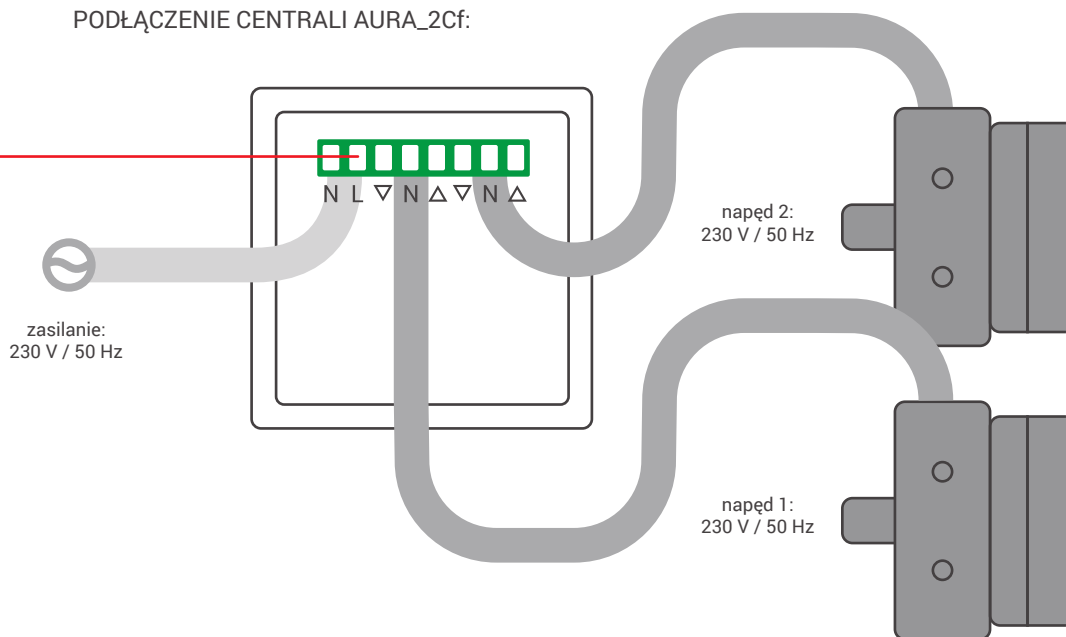 PODŁĄCZENIE CENTRALI AURA_2Cf:
N L ▽ N △ ▽ N △
napęd 2:
230 V / 50 Hz
zasilanie:
230 V / 50 Hz
napęd 1:
230 V / 50 Hz